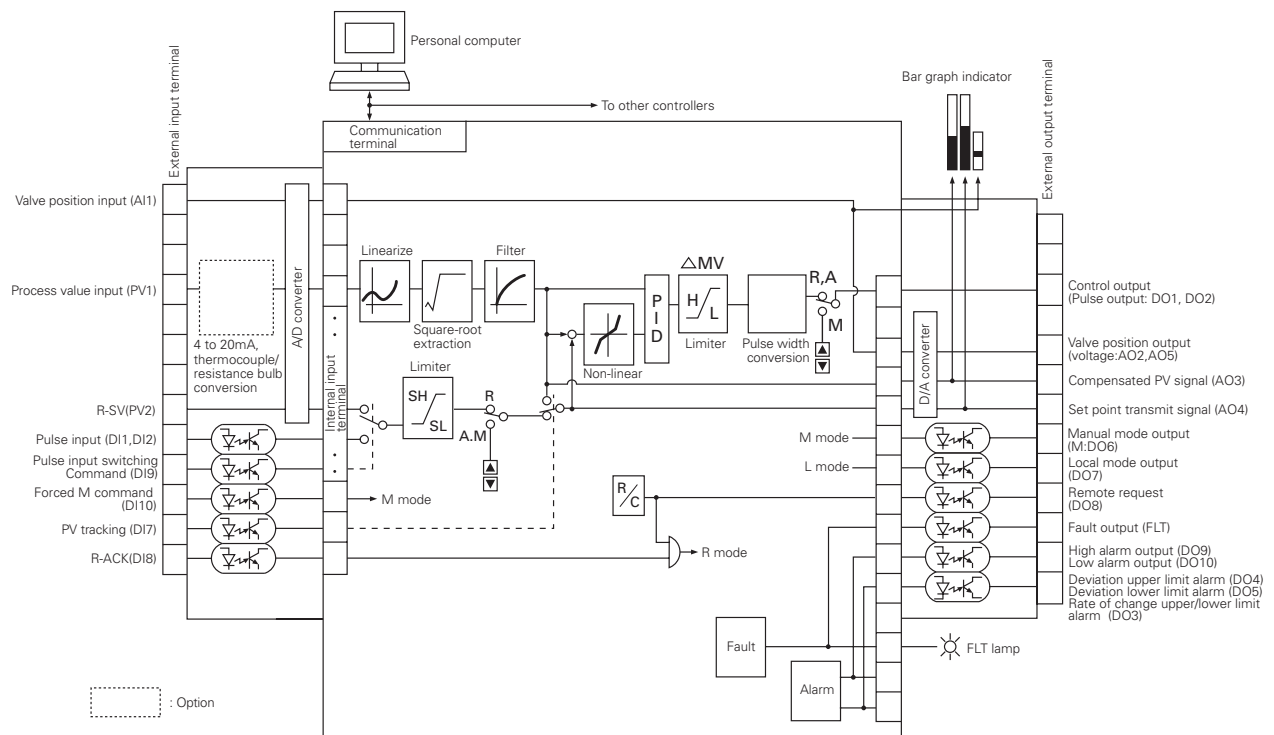 Personal computer
To other controllers
Communication
terminal
Bar graph indicator
External input terminal
External output terminal
Valve position input (AI1)
Process value input (PV1)
4 to 20mA,
thermocouple/
resistance bulb
conversion
A/D converter
Internal input
terminal
Linearize
Square-root
extraction
Filter
Non-linear
P
I
D
△MV
H
L
Limiter
Pulse width
conversion
R,A
M
D/A converter
Control output
(Pulse output: DO1, DO2)
Valve position output
(voltage:AO2,AO5)
Compensated PV signal (AO3)
Set point transmit signal (AO4)
Limiter
SH
SL
R
A.M
R-SV(PV2)
Pulse input (DI1,DI2)
Pulse input switching
Command (DI9)
Forced M command
(DI10)
PV tracking (DI7)
R-ACK(DI8)
M mode
R
C
R mode
M mode
L mode
Manual mode output
(M:DO6)
Local mode output
(DO7)
Remote request
(DO8)
Fault output (FLT)
High alarm output (DO9)
Low alarm output (DO10)
Deviation upper limit alarm (DO4)
Deviation lower limit alarm (DO5)
Rate of change upper/lower limit
alarm (DO3)
Fault
FLT lamp
Alarm
: Option